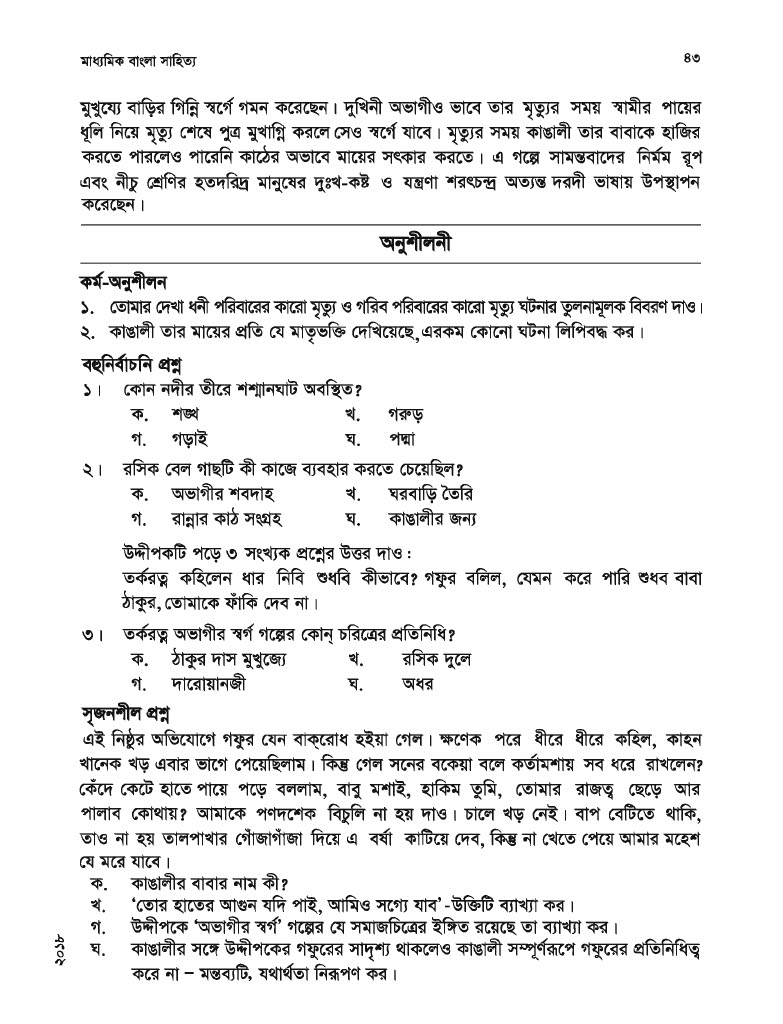 মাধ্যমিক বাংলা সাহিত্য ৪৩
মুখুয্যে বাড়ির গিন্নি স্বর্গে গমন করেছেন। দুখিনী অভাগীও ভাবে তার মৃত্যুর সময় স্বামীর পায়ের
ধূলি নিয়ে মৃত্যু শেষে পুত্র মুখাগ্নি করলে সেও স্বর্গে যাবে। মৃত্যুর সময় কাঙালী তার বাবাকে হাজির
করতে পারলেও পারেনি কাঠের অভাবে মায়ের সৎকার করতে। এ গল্পে সামন্তবাদের নির্মম রূপ
এবং নীচু শ্রেণির হতদরিদ্র মানুষের দুঃখ-কষ্ট ও যন্ত্রণা শরৎচন্দ্র অত্যন্ত দরদী ভাষায় উপস্থাপন
করেছেন।
অনুশীলনী
কর্ম-অনুশীলন
১. তোমার দেখা ধনী পরিবারের কারো মৃত্যু ও গরিব পরিবারের কারো মৃত্যু ঘটনার তুলনামূলক বিবরণ দাও।
২. কাঙালী তার মায়ের প্রতি যে মাতৃভক্তি দেখিয়েছে, এরকম কোনো ঘটনা লিপিবদ্ধ কর।
বহুনির্বাচনি প্রশ্ন
১। কোন নদীর তীরে শশ্মানঘাট অবস্থিত?
ক. শঙ্খ খ. গরুড়
গ. গড়াই ঘ. পদ্মা
২। রসিক বেল গাছটি কী কাজে ব্যবহার করতে চেয়েছিল?
ক. অভাগীর শবদাহ খ. ঘরবাড়ি তৈরি
গ. রান্নার কাঠ সংগ্রহ ঘ. কাঙালীর জন্য
উদ্দীপকটি পড়ে ৩ সংখ্যক প্রশ্নের উত্তর দাও :
তর্করত্ন কহিলেন ধার নিবি শুধবি কীভাবে? গফুর বলিল, যেমন করে পারি শুধব বাবা
ঠাকুর, তোমাকে ফাঁকি দেব না।
৩। তর্করত্ন অভাগীর স্বর্গ গল্পের কোন্ চরিত্রের প্রতিনিধি?
ক. ঠাকুর দাস মুখুজ্যে খ. রসিক দুলে
গ. দারোয়ানজী ঘ. অধর
সৃজনশীল প্রশ্ন
এই নিষ্ঠুর অভিযোগে গফুর যেন বাক্‌রোধ হইয়া গেল। ক্ষণেক পরে ধীরে ধীরে কহিল, কাহন
খানেক খড় এবার ভাগে পেয়েছিলাম। কিন্তু গেল সনের বকেয়া বলে কর্তামশায় সব ধরে রাখলেন?
কেঁদে কেটে হাতে পায়ে পড়ে বললাম, বাবু মশাই, হাকিম তুমি, তোমার রাজত্ব ছেড়ে আর
পালাব কোথায়? আমাকে পণদশেক বিচুলি না হয় দাও। চালে খড় নেই। বাপ বেটিতে থাকি,
তাও না হয় তালপাখার গোঁজাগাঁজা দিয়ে এ বর্ষা কাটিয়ে দেব, কিন্তু না খেতে পেয়ে আমার মহেশ
যে মরে যাবে।
ক. কাঙালীর বাবার নাম কী?
খ. ‘তোর হাতের আগুন যদি পাই, আমিও সগ্যে যাব’ -উক্তিটি ব্যাখ্যা কর।
গ. উদ্দীপকে ‘অভাগীর স্বর্গ’ গল্পের যে সমাজচিত্রের ইঙ্গিত রয়েছে তা ব্যাখ্যা কর।
ঘ. কাঙালীর সঙ্গে উদ্দীপকের গফুরের সাদৃশ্য থাকলেও কাঙালী সম্পূর্ণরূপে গফুরের প্রতিনিধিত্ব
করে না – মন্তব্যটি, যথার্থতা নিরূপণ কর।
২০১৮